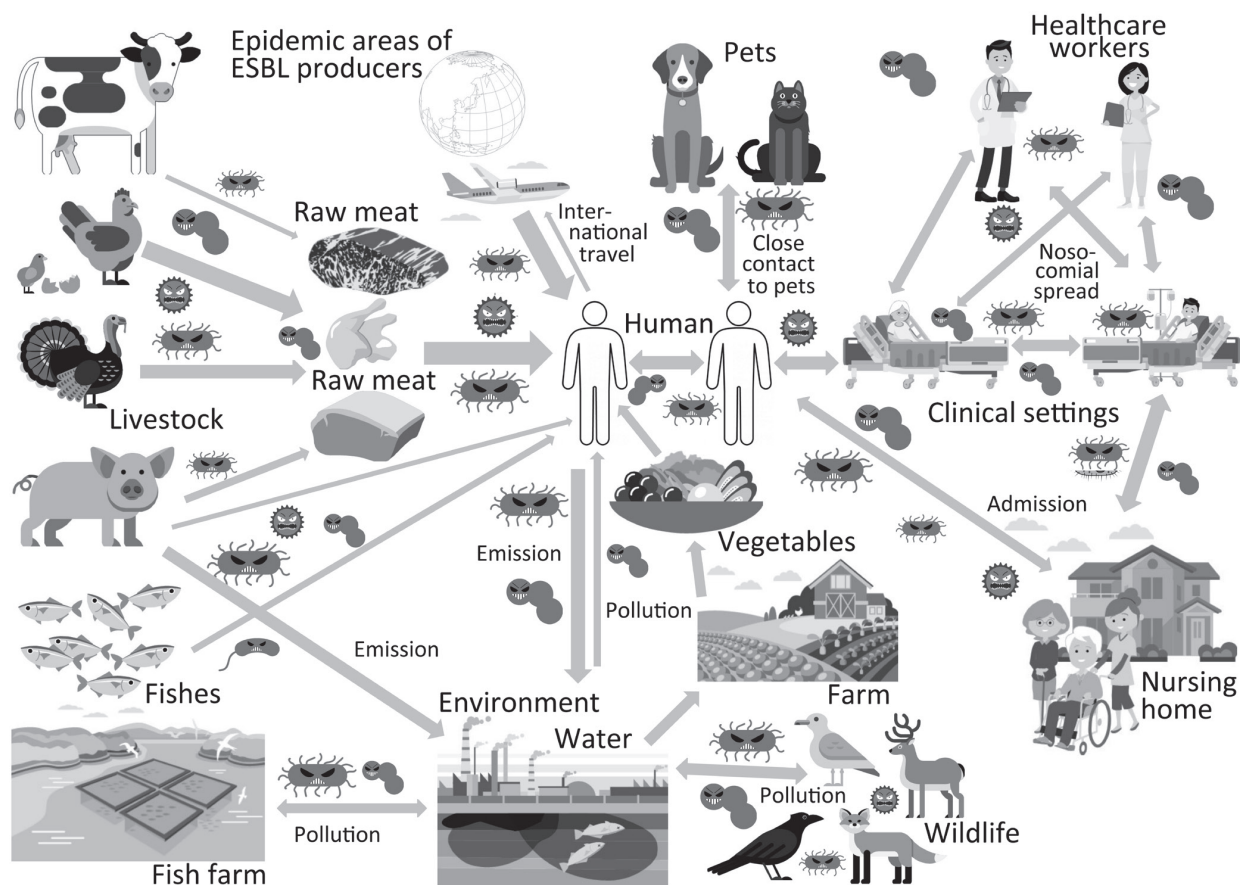 Epidemic areas of
ESBL producers
Pets
Healthcare
workers
Raw meat
Inter-
national
travel
Close
contact
to pets
Noso-
comial
spread
Human
Raw meat
Livestock
Clinical settings
Admission
Vegetables
Emission
Pollution
Emission
Fishes
Environment
Water
Farm
Nursing
home
Pollution
Pollution
Wildlife
Fish farm